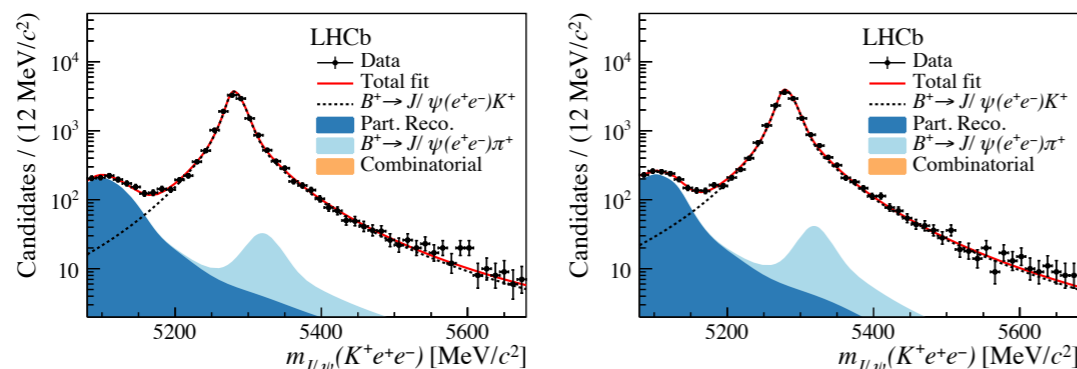 Candidates / (12 MeV/c²)
10⁴
10³
10²
10
LHCb
Data
Total fit
B⁺→ J/ψ(e⁺e⁻)K⁺
Part. Reco.
B⁺→ J/ψ(e⁺e⁻)π⁺
Combinatorial
5200 5400 5600
m_{J/ψ}(K⁺e⁺e⁻) [MeV/c²]
Candidates / (12 MeV/c²)
10⁴
10³
10²
10
LHCb
Data
Total fit
B⁺→ J/ψ(e⁺e⁻)K⁺
Part. Reco.
B⁺→ J/ψ(e⁺e⁻)π⁺
Combinatorial
5200 5400 5600
m_{J/ψ}(K⁺e⁺e⁻) [MeV/c²]